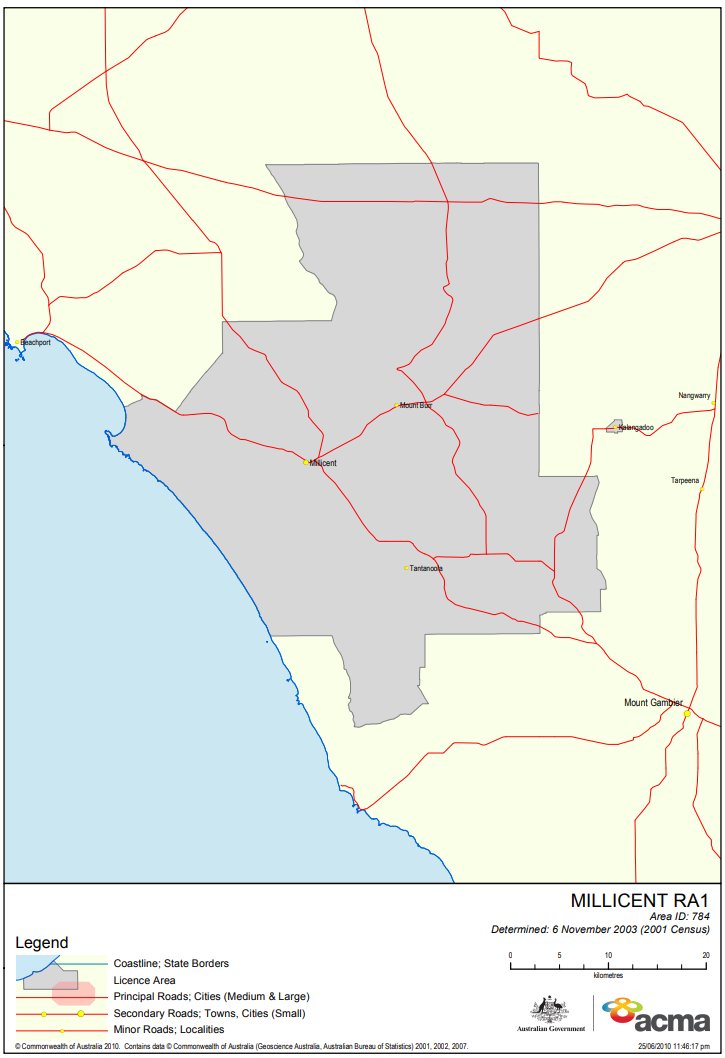 Beachport
Nangwarry
Mount Burr
Kalangadoo
Millicent
Tarpeena
Tantanoola
Mount Gambier
MILLICENT RA1
Area ID: 784
Determined: 6 November 2003 (2001 Census)
Legend
Coastline; State Borders
Licence Area
Principal Roads; Cities (Medium & Large)
Secondary Roads; Towns, Cities (Small)
Minor Roads; Localities
0 5 10 20
kilometres
Australian Government
acma
© Commonwealth of Australia 2010. Contains data © Commonwealth of Australia (Geoscience Australia, Australian Bureau of Statistics) 2001, 2002, 2007.
25/06/2010 11:46:17 pm